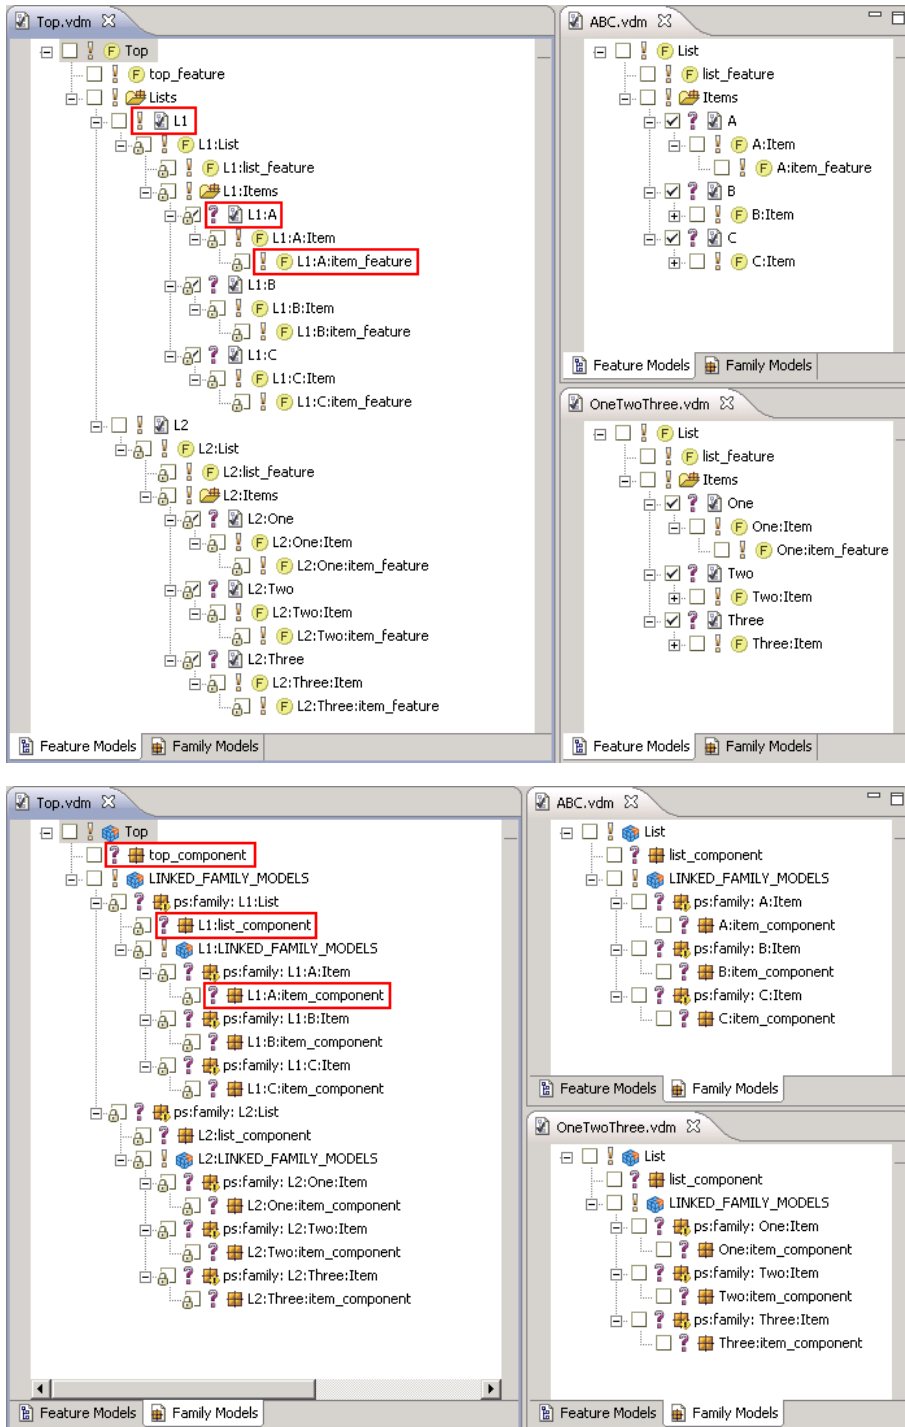 Top.vdm
Top
top_feature
Lists
L1
L1:List
L1:list_feature
L1:Items
L1:A
L1:A:Item
L1:A:item_feature
L1:B
L1:B:Item
L1:B:item_feature
L1:C
L1:C:Item
L1:C:item_feature
L2
L2:List
L2:list_feature
L2:Items
L2:One
L2:One:Item
L2:One:item_feature
L2:Two
L2:Two:Item
L2:Two:item_feature
L2:Three
L2:Three:Item
L2:Three:item_feature
Feature Models Family Models
ABC.vdm
List
list_feature
Items
A
A:Item
A:item_feature
B
B:Item
C
C:Item
Feature Models Family Models
OneTwoThree.vdm
List
list_feature
Items
One
One:Item
One:item_feature
Two
Two:Item
Three
Three:Item
Feature Models Family Models
Top.vdm
Top
top_component
LINKED_FAMILY_MODELS
ps:family: L1:List
L1:list_component
L1:LINKED_FAMILY_MODELS
ps:family: L1:A:Item
L1:A:item_component
ps:family: L1:B:Item
L1:B:item_component
ps:family: L1:C:Item
L1:C:item_component
ps:family: L2:List
L2:list_component
L2:LINKED_FAMILY_MODELS
ps:family: L2:One:Item
L2:One:item_component
ps:family: L2:Two:Item
L2:Two:item_component
ps:family: L2:Three:Item
L2:Three:item_component
Feature Models Family Models
ABC.vdm
List
list_component
LINKED_FAMILY_MODELS
ps:family: A:Item
A:item_component
ps:family: B:Item
B:item_component
ps:family: C:Item
C:item_component
Feature Models Family Models
OneTwoThree.vdm
List
list_component
LINKED_FAMILY_MODELS
ps:family: One:Item
One:item_component
ps:family: Two:Item
Two:item_component
ps:family: Three:Item
Three:item_component
Feature Models Family Models